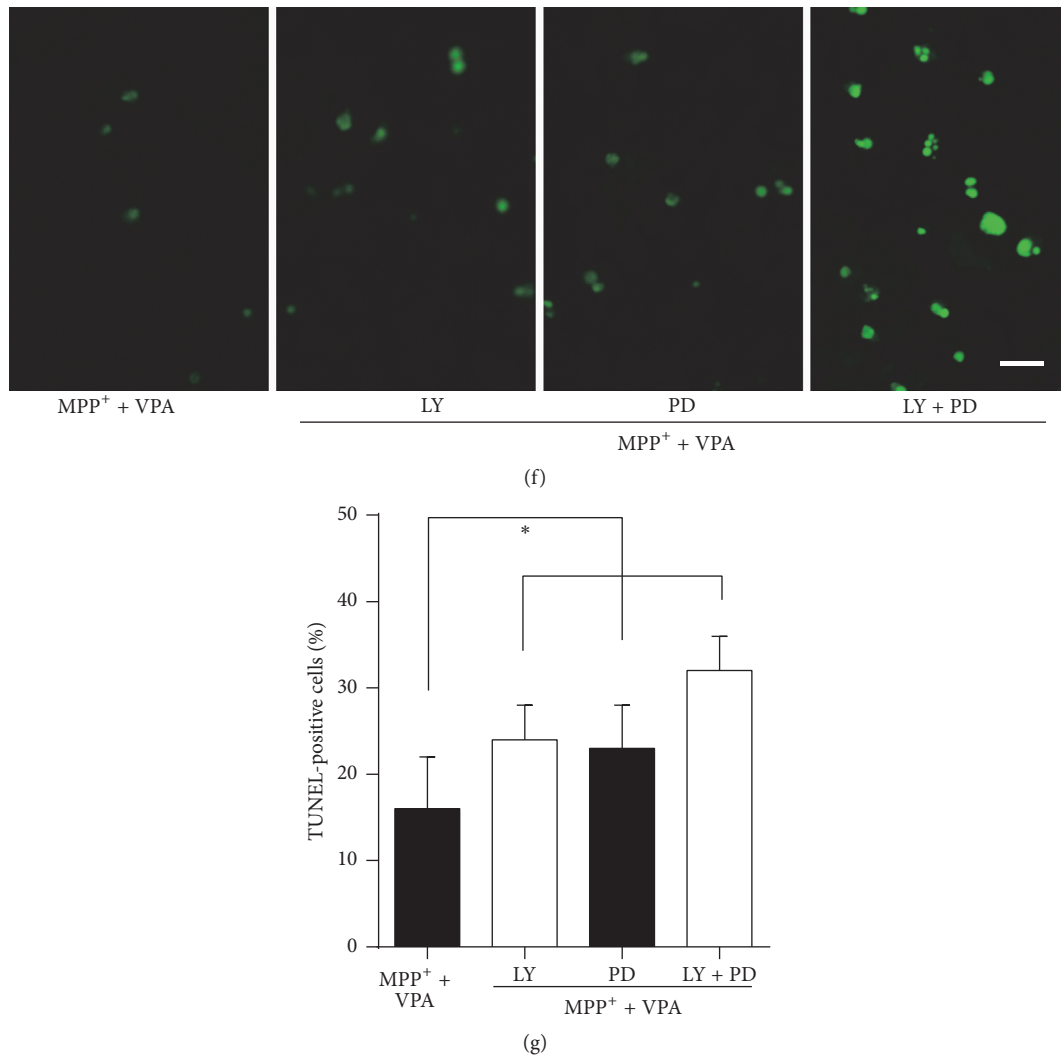 MPP⁺ + VPA
LY
PD
LY + PD
MPP⁺ + VPA
(f)
50
40
30
20
10
0
TUNEL-positive cells (%)
*
MPP⁺ +
VPA
LY
PD
LY + PD
MPP⁺ + VPA
(g)